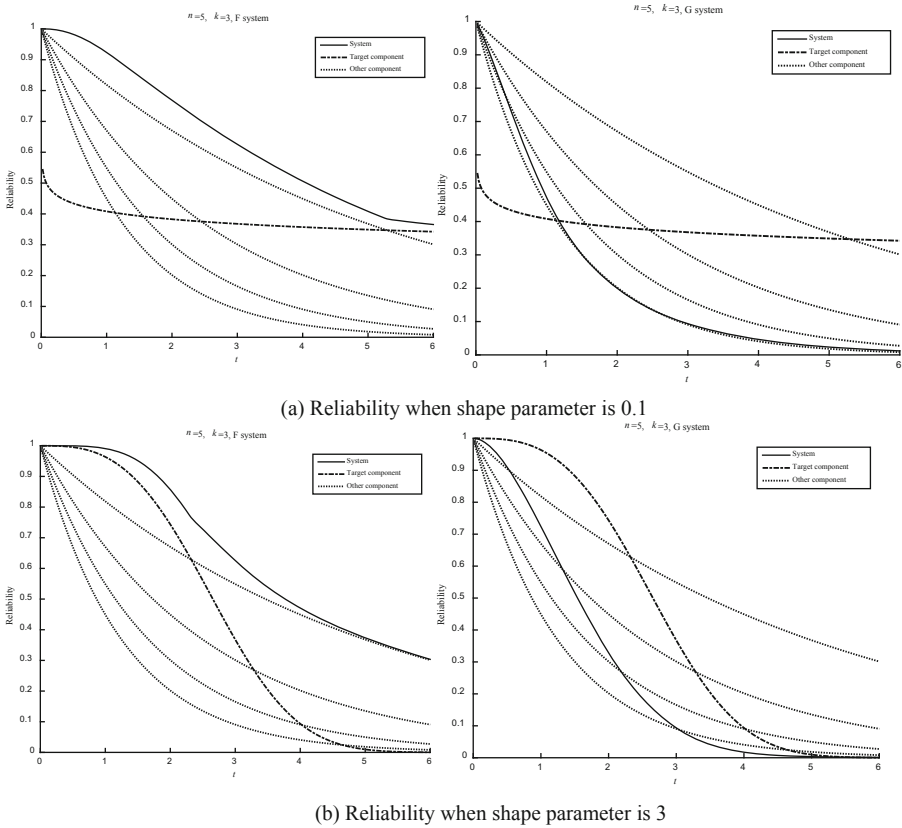 n=5, k=3, F system
1
0.9
0.8
0.7
0.6
0.5
0.4
0.3
0.2
0.1
0
Reliability
System
Target component
Other component
0 1 2 3 4 5 6
t
n=5, k=3, G system
1
0.9
0.8
0.7
0.6
0.5
0.4
0.3
0.2
0.1
0
Reliability
System
Target component
Other component
0 1 2 3 4 5 6
t
(a) Reliability when shape parameter is 0.1
n=5, k=3, F system
1
0.9
0.8
0.7
0.6
0.5
0.4
0.3
0.2
0.1
0
Reliability
System
Target component
Other component
0 1 2 3 4 5 6
t
n=5, k=3, G system
1
0.9
0.8
0.7
0.6
0.5
0.4
0.3
0.2
0.1
0
Reliability
System
Target component
Other component
0 1 2 3 4 5 6
t
(b) Reliability when shape parameter is 3